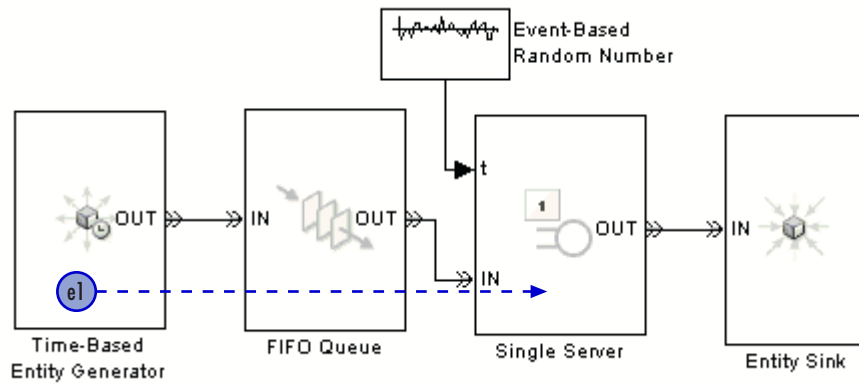 Event-Based
Random Number
t
1
OUT
IN
OUT
OUT
IN
IN
e1
Time-Based
Entity Generator
FIFO Queue
Single Server
Entity Sink